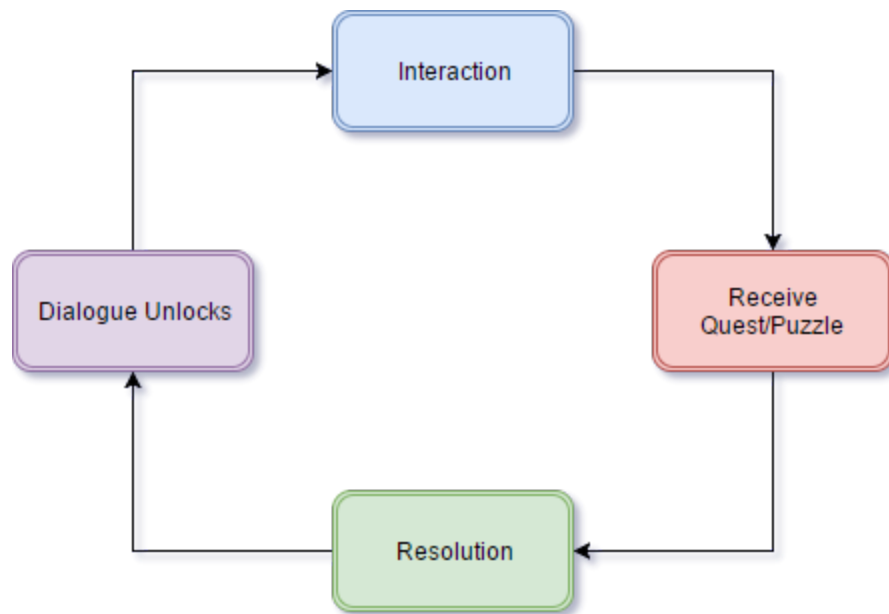 Interaction
Dialogue Unlocks
Receive
Quest/Puzzle
Resolution